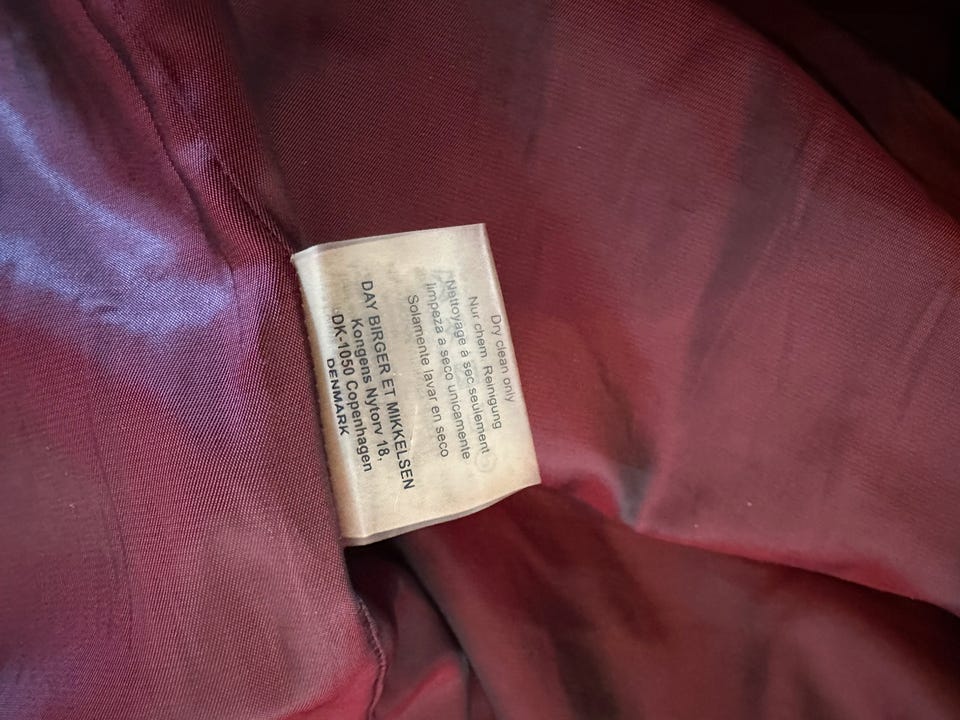 Dry clean only
Nur chem. Reinigung
Nettoyage à sec seulement
limpeza a seco unicamente
Solamente lavar en seco
DAY BIRGER ET MIKKELSEN
Kongens Nytorv 18,
DK-1050 Copenhagen
DENMARK